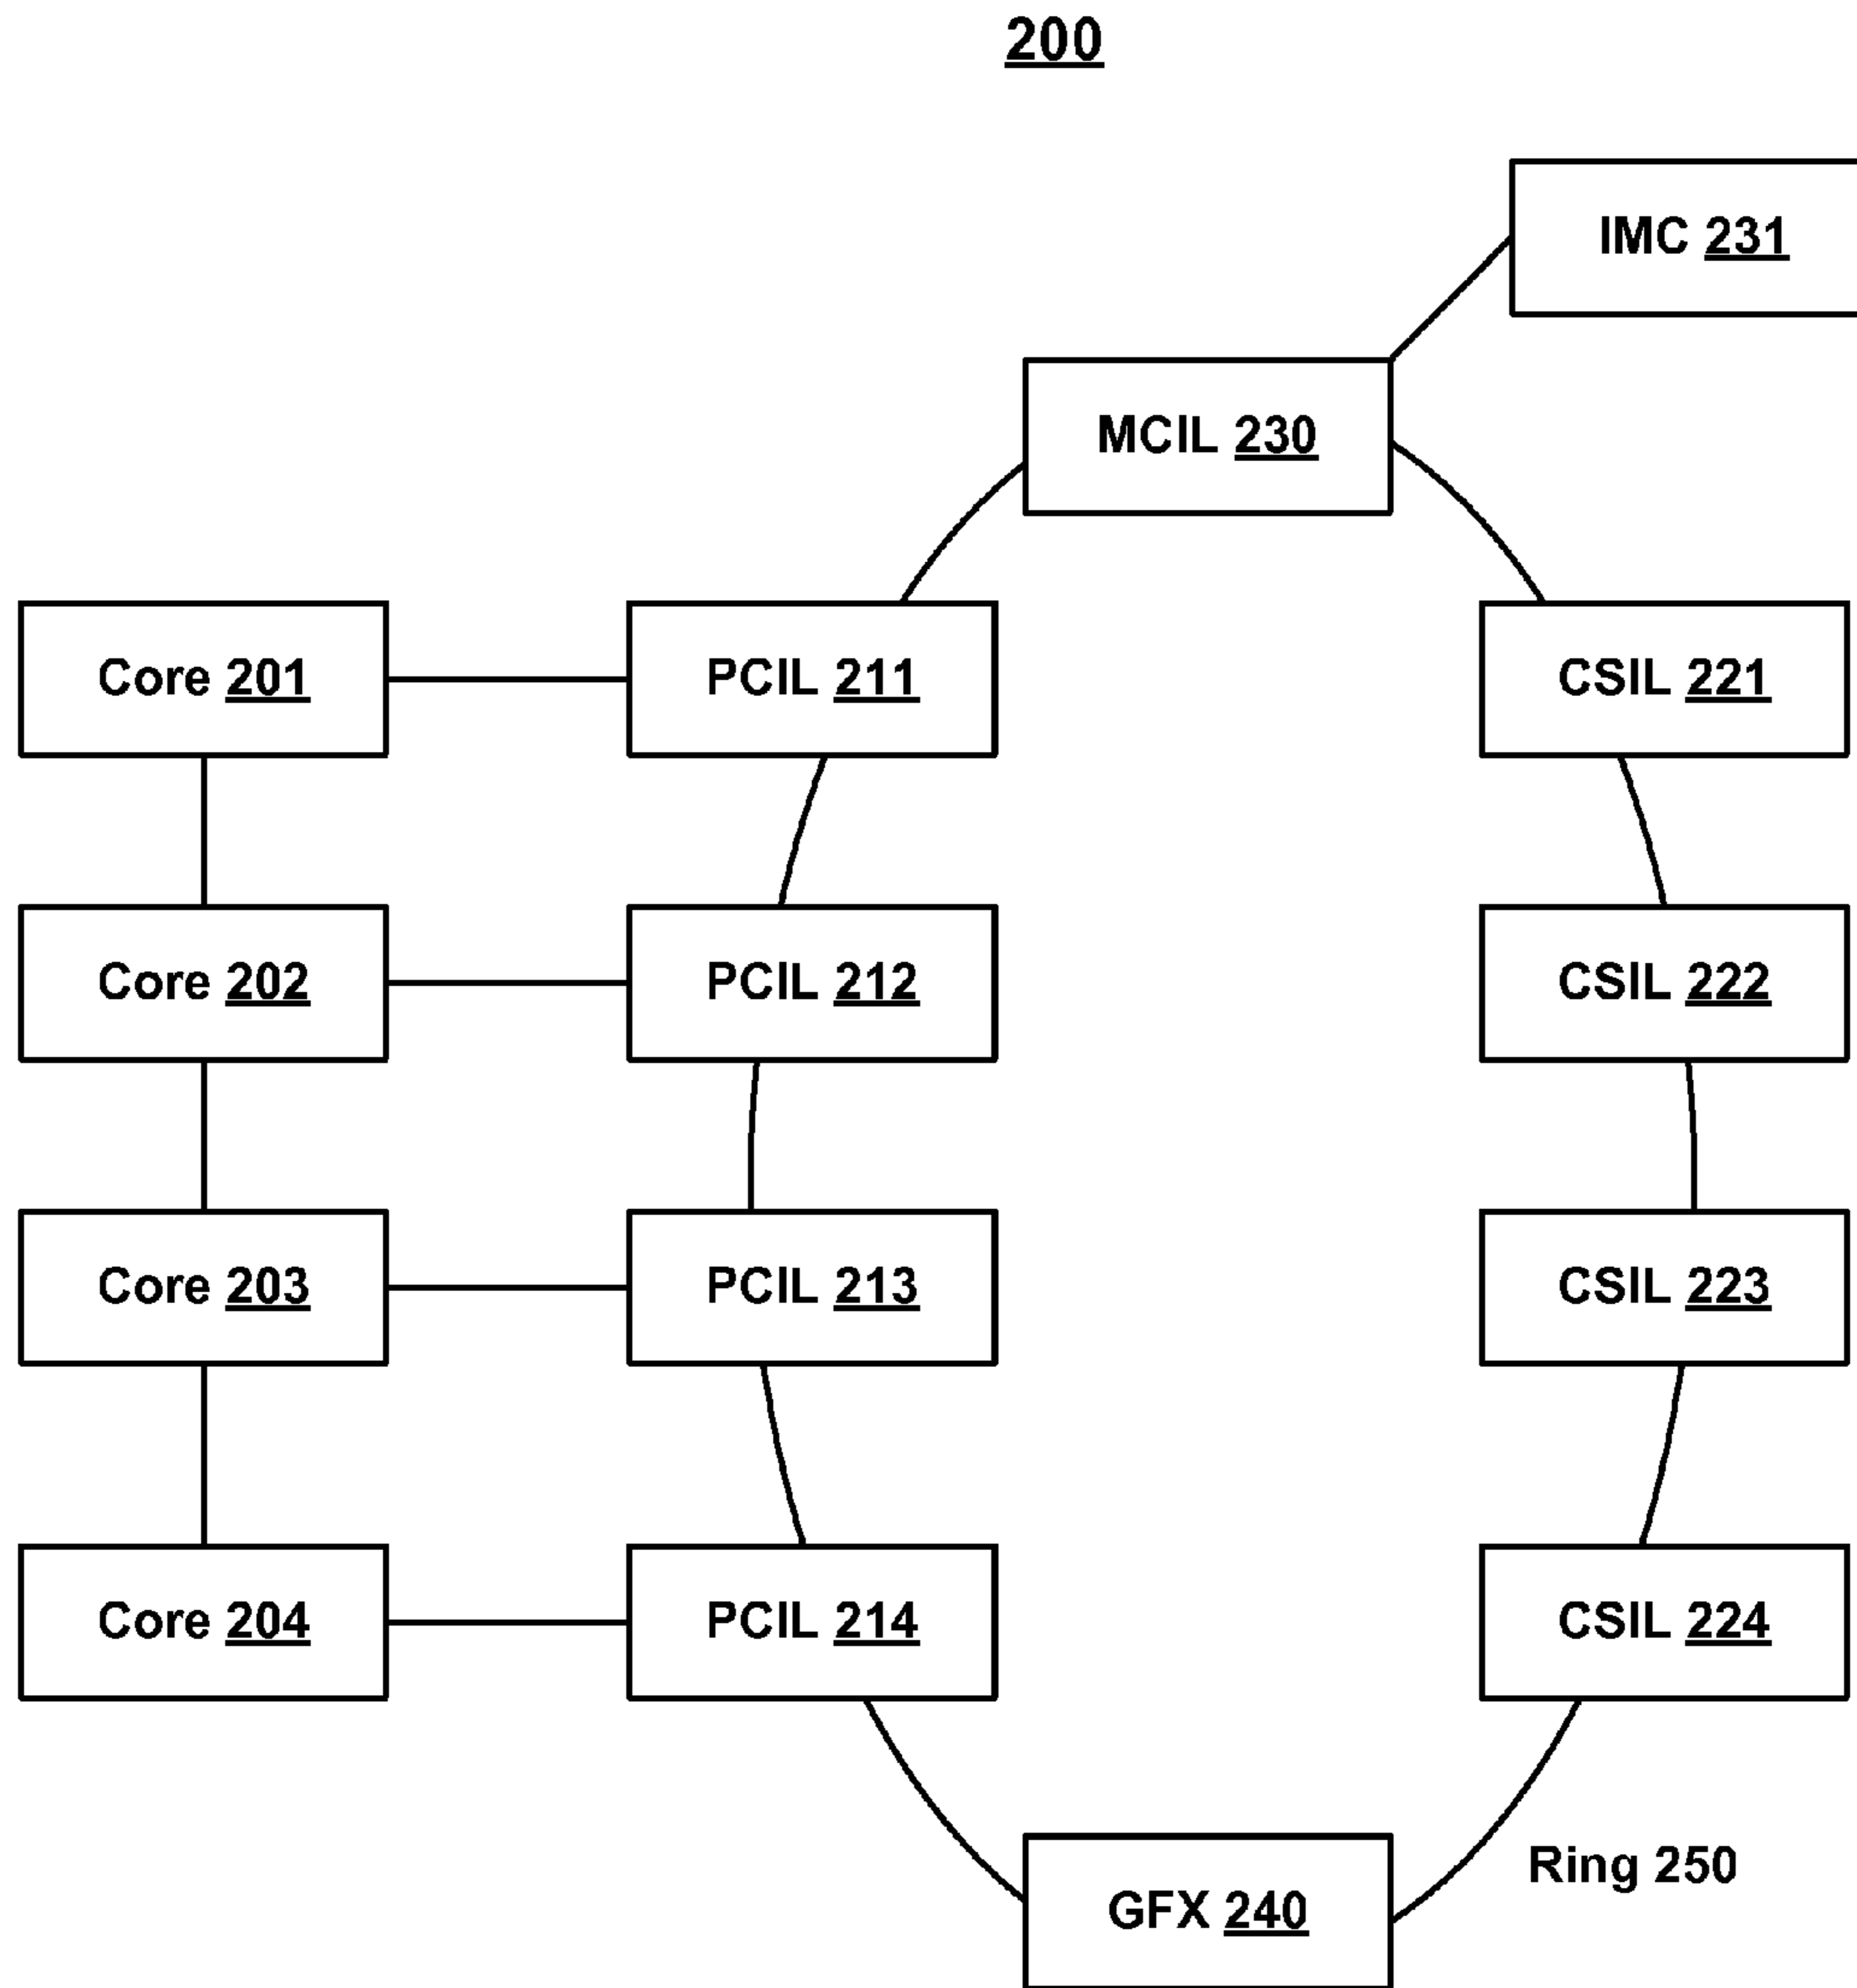 200
IMC 231
MCIL 230
Core 201
PCIL 211
CSIL 221
Core 202
PCIL 212
CSIL 222
Core 203
PCIL 213
CSIL 223
Core 204
PCIL 214
CSIL 224
Ring 250
GFX 240